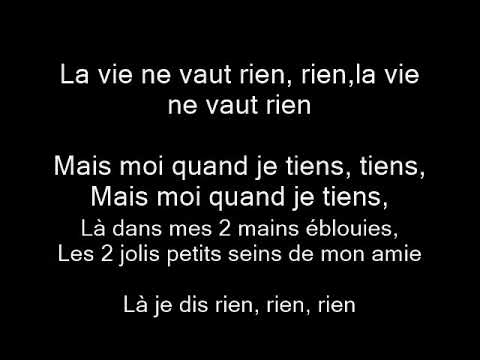 La vie ne vaut rien, rien,la vie
ne vaut rien
Mais moi quand je tiens, tiens,
Mais moi quand je tiens,
Là dans mes 2 mains éblouies,
Les 2 jolis petits seins de mon amie
Là je dis rien, rien, rien